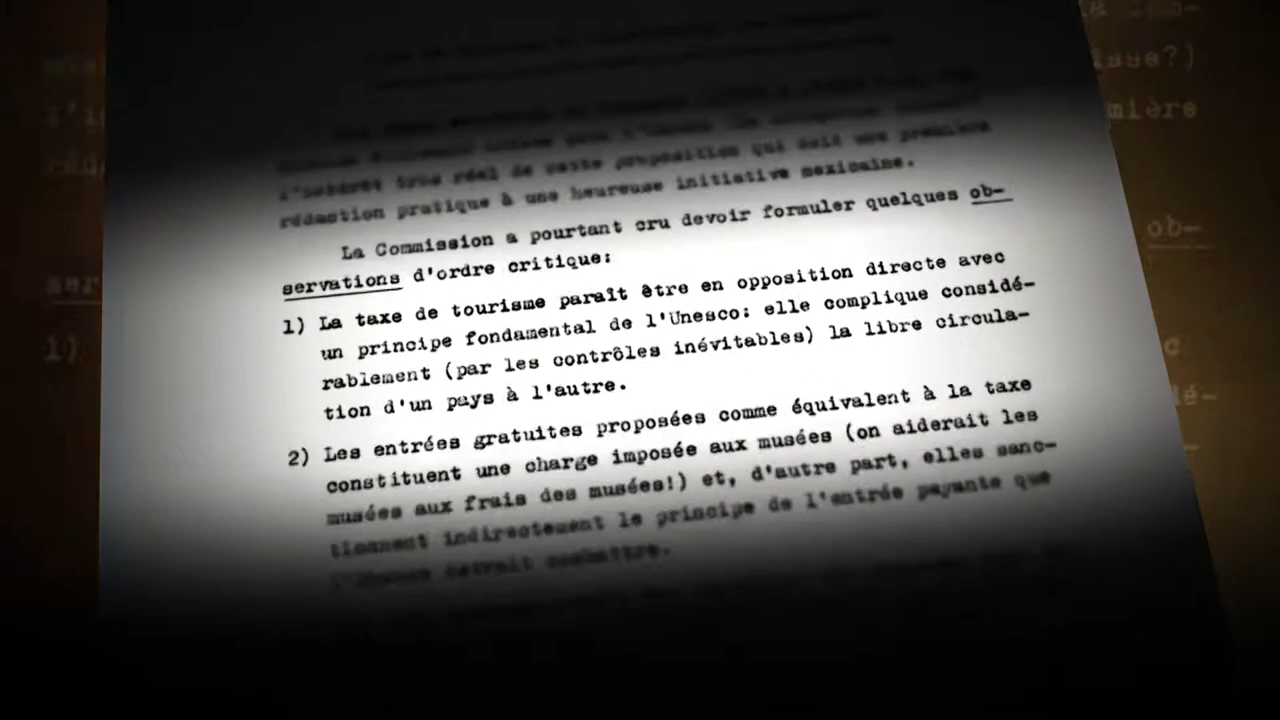 l'intérêt très réel de cette proposition qui doit une première
rédaction pratique à une heureuse initiative mexicaine.
La Commission a pourtant cru devoir formuler quelques ob-
servations d'ordre critique:
1) La taxe de tourisme paraît être en opposition directe avec
un principe fondamental de l'Unesco: elle complique considé-
rablement (par les contrôles inévitables) la libre circula-
tion d'un pays à l'autre.
2) Les entrées gratuites proposées comme équivalent à la taxe
constituent une charge imposée aux musées (on aiderait les
musées aux frais des musées!) et, d'autre part, elles sanc-
tionnent indirectement le principe de l'entrée payante que
l'Unesco devrait combattre.